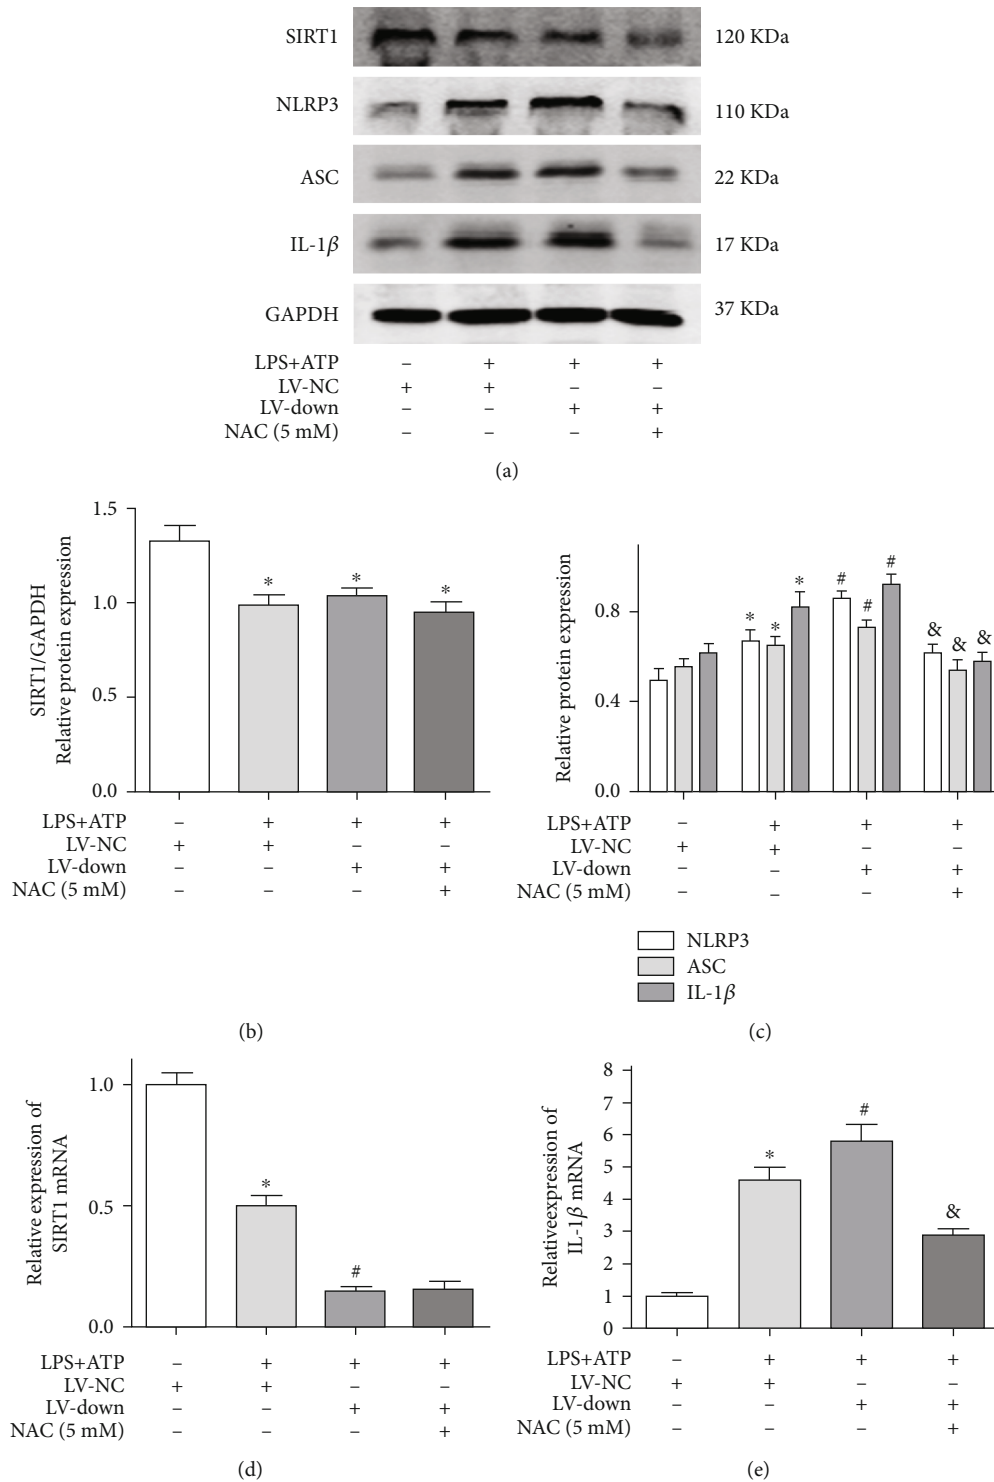 SIRT1 120 KDa
NLRP3 110 KDa
ASC 22 KDa
IL-1β 17 KDa
GAPDH 37 KDa
LPS+ATP – + + +
LV-NC + + – –
LV-down – – + +
NAC (5 mM) – – – +
(a)
SIRT1/GAPDH
Relative protein expression
1.5
1.0
0.5
0.0
* * *
LPS+ATP – + + +
LV-NC + + – –
LV-down – – + +
NAC (5 mM) – – – +
(b)
Relative protein expression
0.8
0.4
0.0
* * * # # # & & &
LPS+ATP – + + +
LV-NC + + – –
LV-down – – + +
NAC (5 mM) – – – +
NLRP3
ASC
IL-1β
(c)
Relative expression of
SIRT1 mRNA
1.0
0.5
0.0
* #
LPS+ATP – + + +
LV-NC + + – –
LV-down – – + +
NAC (5 mM) – – – +
(d)
Relativeexpression of
IL-1β mRNA
8
7
6
5
4
3
2
1
0
* # &
LPS+ATP – + + +
LV-NC + + – –
LV-down – – + +
NAC (5 mM) – – – +
(e)